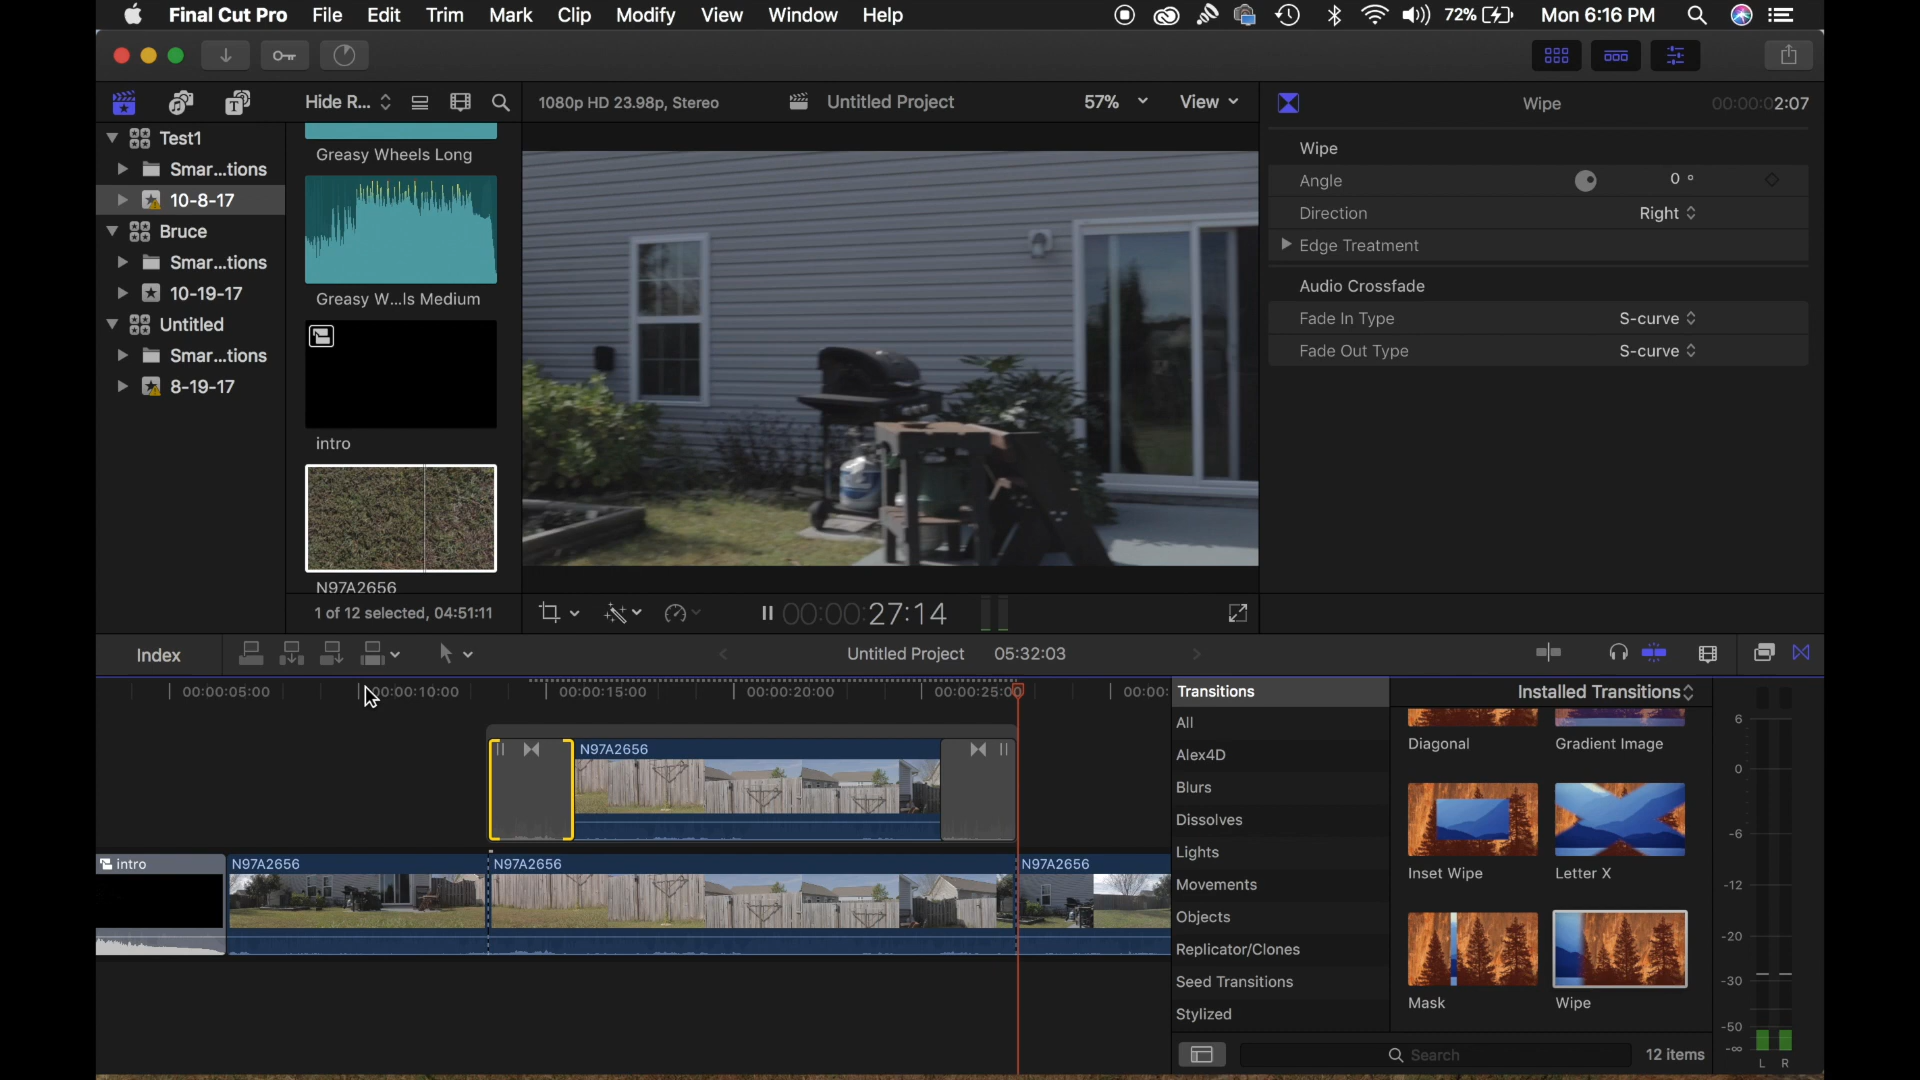 Final Cut Pro File Edit Trim Mark Clip Modify View Window Help 72% Mon 6:16 PM
Hide R... 1080p HD 23.98p, Stereo Untitled Project 57% View Wipe 00:00:02:07
Test1
Smar...tions
10-8-17
Bruce
Smar...tions
10-19-17
Untitled
Smar...tions
8-19-17
Greasy Wheels Long
Greasy W...ls Medium
intro
N97A2656
1 of 12 selected, 04:51:11
00:00:27:14
Wipe
Angle 0 °
Direction Right
Edge Treatment
Audio Crossfade
Fade In Type S-curve
Fade Out Type S-curve
Index Untitled Project 05:32:03
00:00:05:00 00:00:10:00 00:00:15:00 00:00:20:00 00:00:25:00 00:00:
N97A2656
intro N97A2656 N97A2656 N97A2656
Transitions
All
Alex4D
Blurs
Dissolves
Lights
Movements
Objects
Replicator/Clones
Seed Transitions
Stylized
Installed Transitions
Diagonal Gradient Image
Inset Wipe Letter X
Mask Wipe
Search 12 items
6
0
-6
-12
-20
-30
-50
-∞
L R